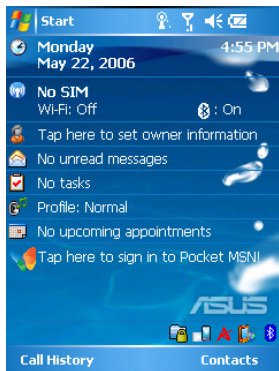 Start
Monday 4:55 PM
May 22, 2006
No SIM
Wi-Fi: Off : On
Tap here to set owner information
No unread messages
No tasks
Profile: Normal
No upcoming appointments
Tap here to sign in to Pocket MSN!
ASUS
Call History Contacts